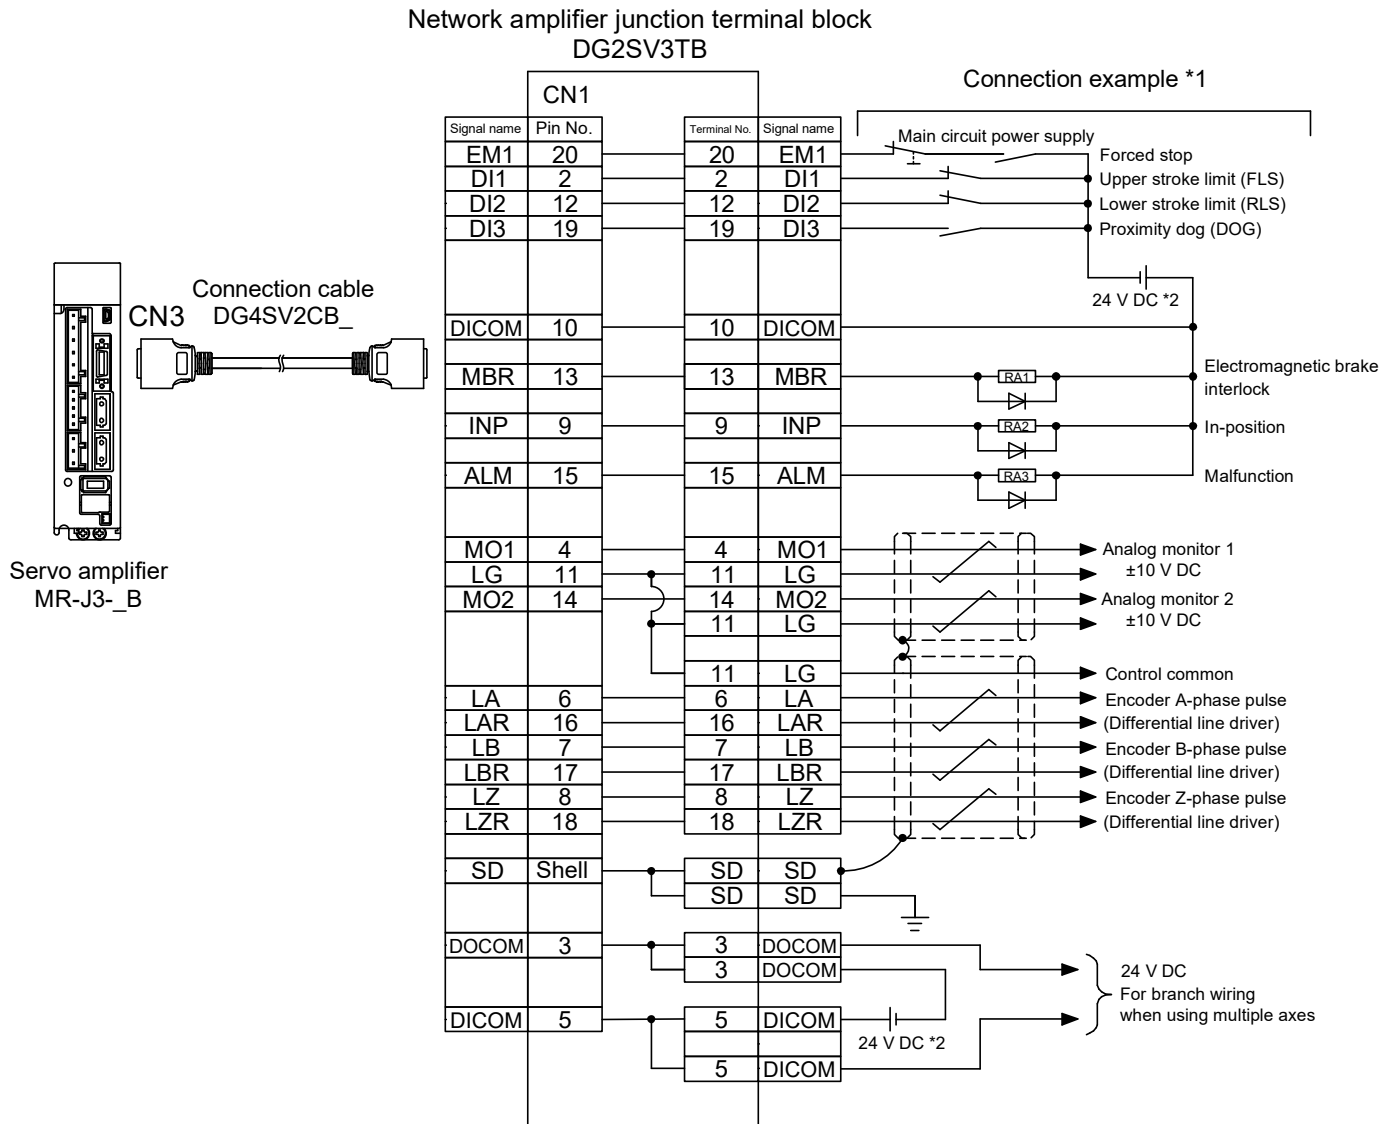 Network amplifier junction terminal block
DG2SV3TB
Connection example *1
CN1
Signal name Pin No. Terminal No. Signal name
Main circuit power supply
EM1 20 20 EM1 Forced stop
DI1 2 2 DI1 Upper stroke limit (FLS)
DI2 12 12 DI2 Lower stroke limit (RLS)
DI3 19 19 DI3 Proximity dog (DOG)
24 V DC *2
Connection cable
DG4SV2CB_
CN3
DICOM 10 10 DICOM
MBR 13 13 MBR RA1 Electromagnetic brake
interlock
INP 9 9 INP RA2 In-position
ALM 15 15 ALM RA3 Malfunction
Servo amplifier
MR-J3-_B
MO1 4 4 MO1 Analog monitor 1
LG 11 11 LG ±10 V DC
MO2 14 14 MO2 Analog monitor 2
11 LG ±10 V DC
11 LG Control common
LA 6 6 LA Encoder A-phase pulse
LAR 16 16 LAR (Differential line driver)
LB 7 7 LB Encoder B-phase pulse
LBR 17 17 LBR (Differential line driver)
LZ 8 8 LZ Encoder Z-phase pulse
LZR 18 18 LZR (Differential line driver)
SD Shell SD SD
SD SD
DOCOM 3 3 DOCOM
3 DOCOM
24 V DC
For branch wiring
when using multiple axes
DICOM 5 5 DICOM
24 V DC *2
5 DICOM